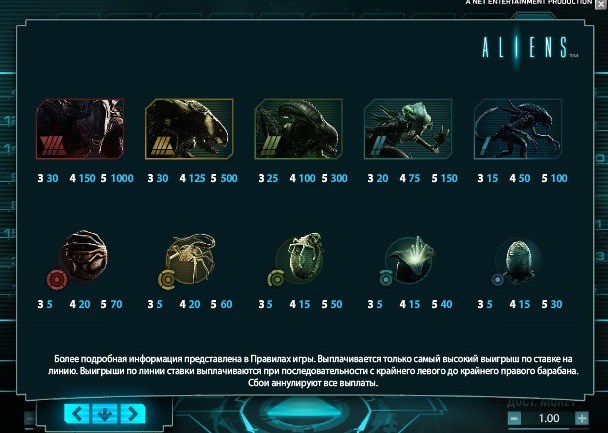 A NET ENTERTAINMENT PRODUCTION
ALIENS
3 30 4 150 5 1000
3 30 4 125 5 500
3 25 4 100 5 300
3 20 4 75 5 150
3 15 4 50 5 100
3 5 4 20 5 70
3 5 4 20 5 60
3 5 4 15 5 50
3 5 4 15 5 40
3 5 4 15 5 30
Более подробная информация представлена в Правилах игры. Выплачивается только самый высокий выигрыш по ставке на
линию. Выигрыши по линии ставки выплачиваются при последовательности с крайнего левого до крайнего правого барабана.
Сбои аннулируют все выплаты.
ДОСТ. МОНЕТ
1.00